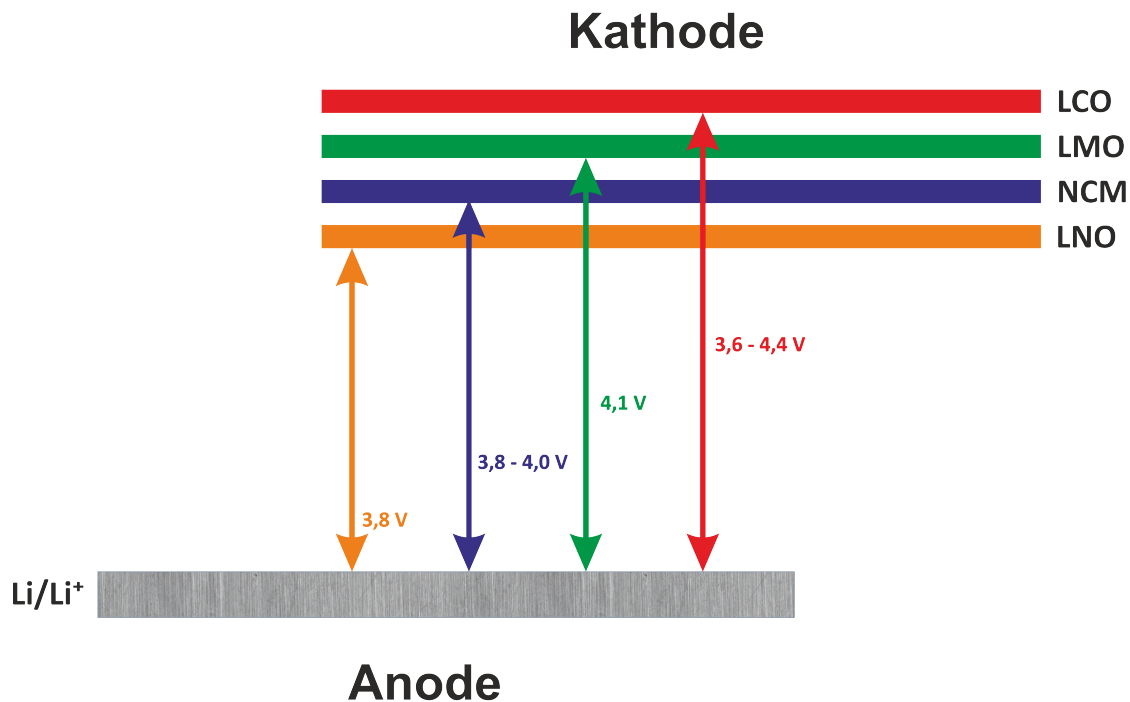 Kathode
LCO
LMO
NCM
LNO
3,6 - 4,4 V
4,1 V
3,8 - 4,0 V
3,8 V
Li/Li⁺
Anode